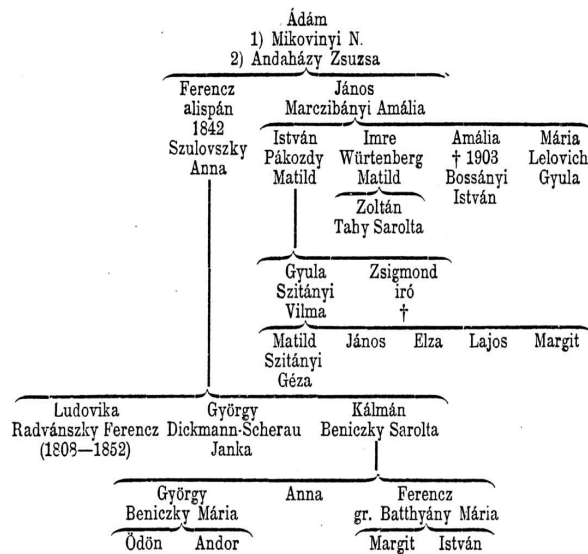 Ádám
1) Mikovinyi N.
2) Andaházy Zsuzsa
Ferencz János
alispán Marczibányi Amália
1842
Szulovszky István Imre Amália Mária
Anna Pákozdy Würtenberg † 1903 Lelovich
Matild Matild Bossányi Gyula
Zoltán István
Tahy Sarolta
Gyula Zsigmond
Szitányi iró
Vilma †
Matild János Elza Lajos Margit
Szitányi
Géza
Ludovika György Kálmán
Radvánszky Ferencz Dickmann-Scherau Beniczky Sarolta
(1808—1852) Janka
György Anna Ferencz
Beniczky Mária gr. Batthyány Mária
Ödön Andor Margit István